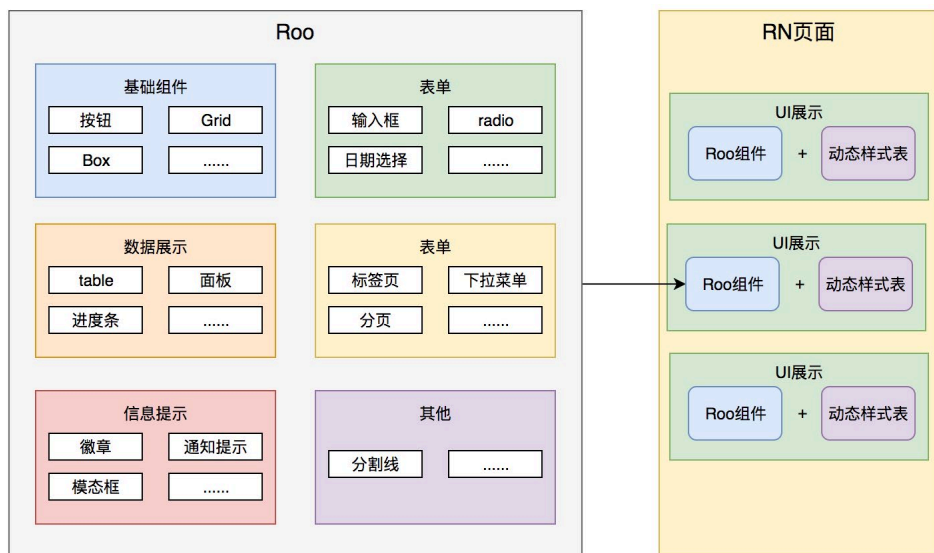 Roo
基础组件
按钮
Grid
Box
......
表单
输入框
radio
日期选择
......
数据展示
table
面板
进度条
......
表单
标签页
下拉菜单
分页
......
信息提示
徽章
通知提示
模态框
......
其他
分割线
......
RN页面
UI展示
Roo组件 + 动态样式表
UI展示
Roo组件 + 动态样式表
UI展示
Roo组件 + 动态样式表